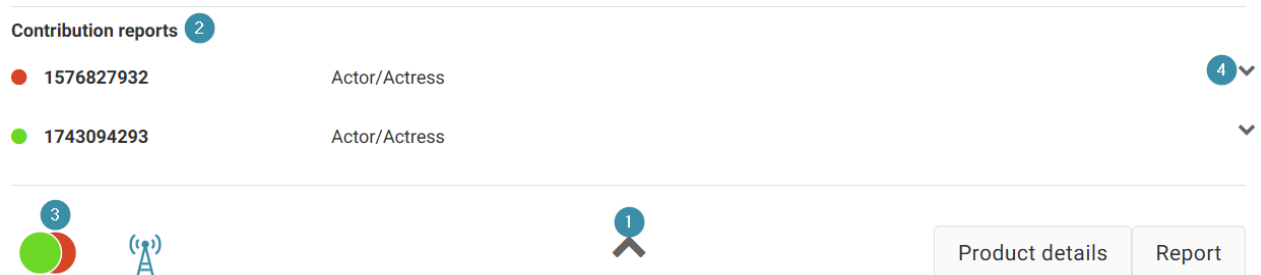 Contribution reports 2
1576827932 Actor/Actress 4
1743094293 Actor/Actress
3 1 Product details Report